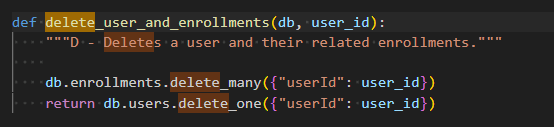 def delete_user_and_enrollments(db, user_id):
    """D - Deletes a user and their related enrollments."""
    db.enrollments.delete_many({"userId": user_id})
    return db.users.delete_one({"userId": user_id})